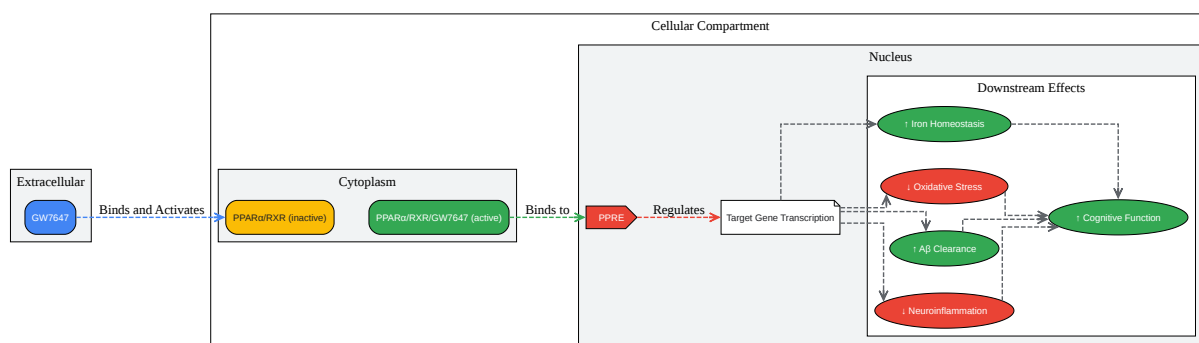 Cellular Compartment
Nucleus
Downstream Effects
↑ Iron Homeostasis
Extracellular
Cytoplasm
↓ Oxidative Stress
GW7647
Binds and Activates
PPARα/RXR (inactive)
PPARα/RXR/GW7647 (active)
Binds to
PPRE
Regulates
Target Gene Transcription
↑ Cognitive Function
↑ Aβ Clearance
↓ Neuroinflammation